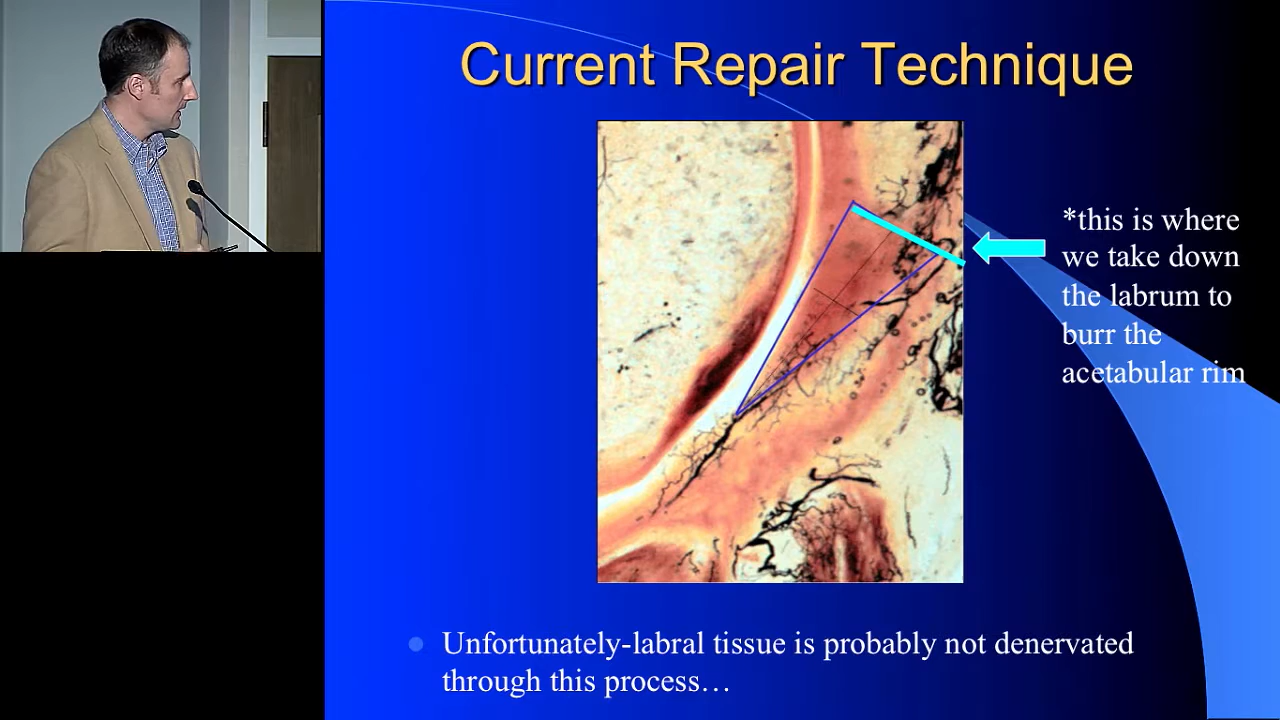 Current Repair Technique
*this is where
we take down
the labrum to
burr the
acetabular rim
Unfortunately-labral tissue is probably not denervated
through this process…